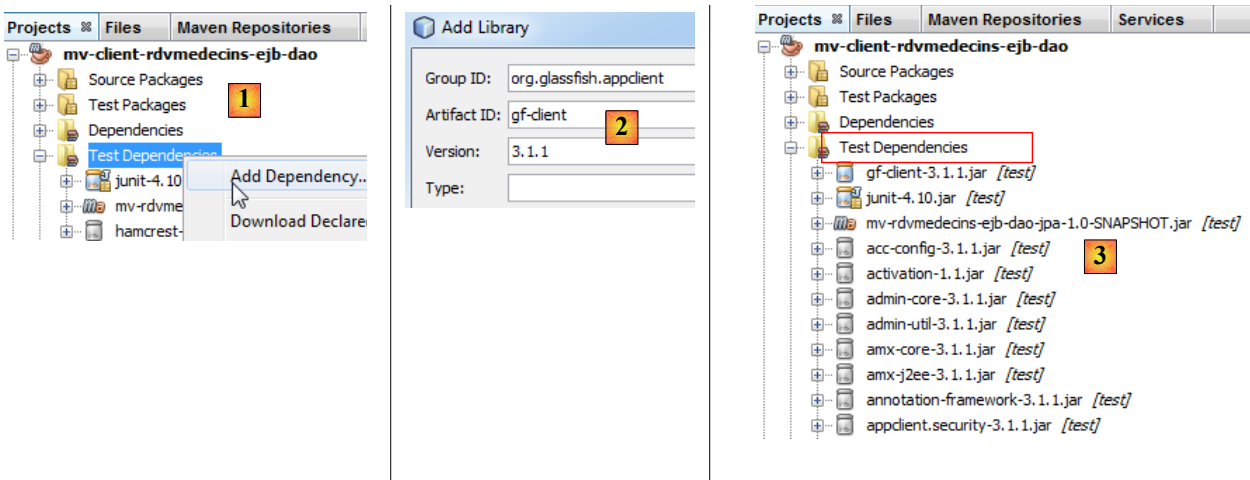 Projects Files Maven Repositories
mv-client-rdvmedecins-ejb-dao
Source Packages
Test Packages
1
Dependencies
Test Dependencies
junit-4.10
Add Dependency..
mv-rdvme
Download Declare
hamcrest-
Add Library
Group ID: org.glassfish.appclient
Artifact ID: gf-client
2
Version: 3.1.1
Type:
Projects Files Maven Repositories Services
mv-client-rdvmedecins-ejb-dao
Source Packages
Test Packages
Dependencies
Test Dependencies
gf-client-3.1.1.jar [test]
junit-4.10.jar [test]
mv-rdvmedecins-ejb-dao-jpa-1.0-SNAPSHOT.jar [test]
acc-config-3.1.1.jar [test]
3
activation-1.1.jar [test]
admin-core-3.1.1.jar [test]
admin-util-3.1.1.jar [test]
amx-core-3.1.1.jar [test]
amx-j2ee-3.1.1.jar [test]
annotation-framework-3.1.1.jar [test]
appclient.security-3.1.1.jar [test]